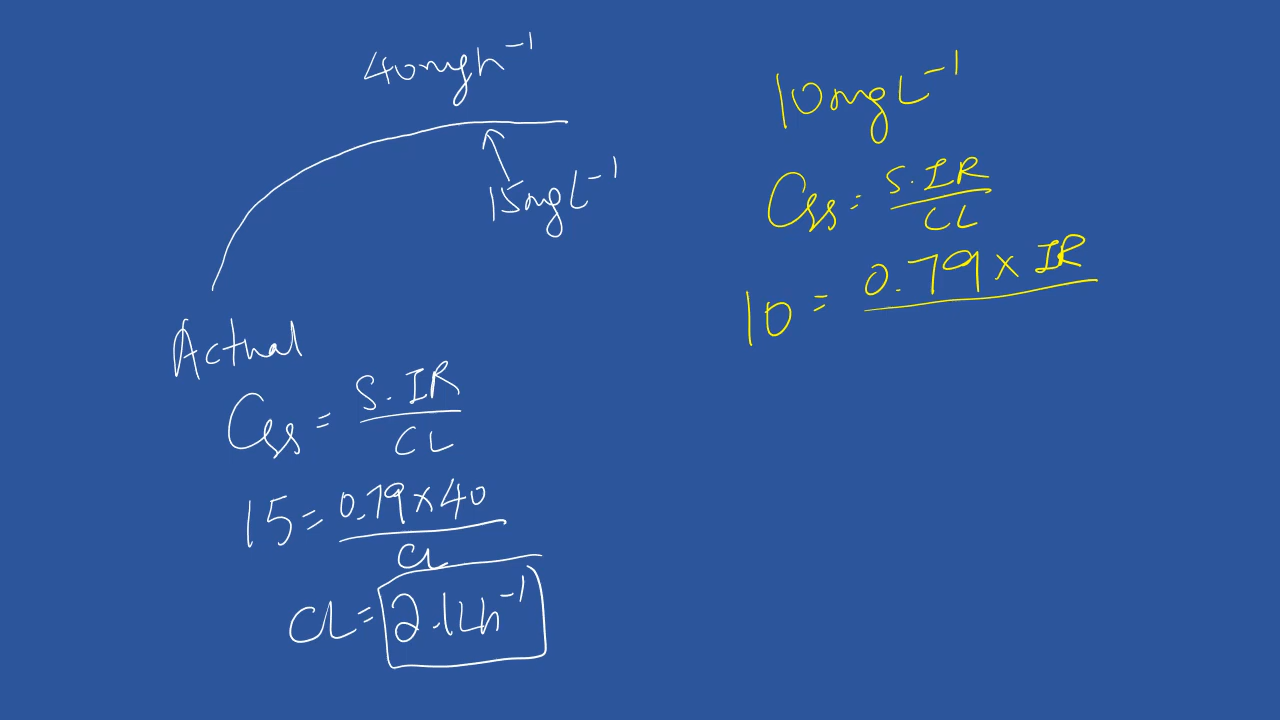 40mgh⁻¹
15mgL⁻¹
Actual
Css = S.IR / CL
15 = 0.79 × 40 / CL
CL = 2.1Lh⁻¹
10mgL⁻¹
Css = S.IR / CL
10 = 0.79 × IR